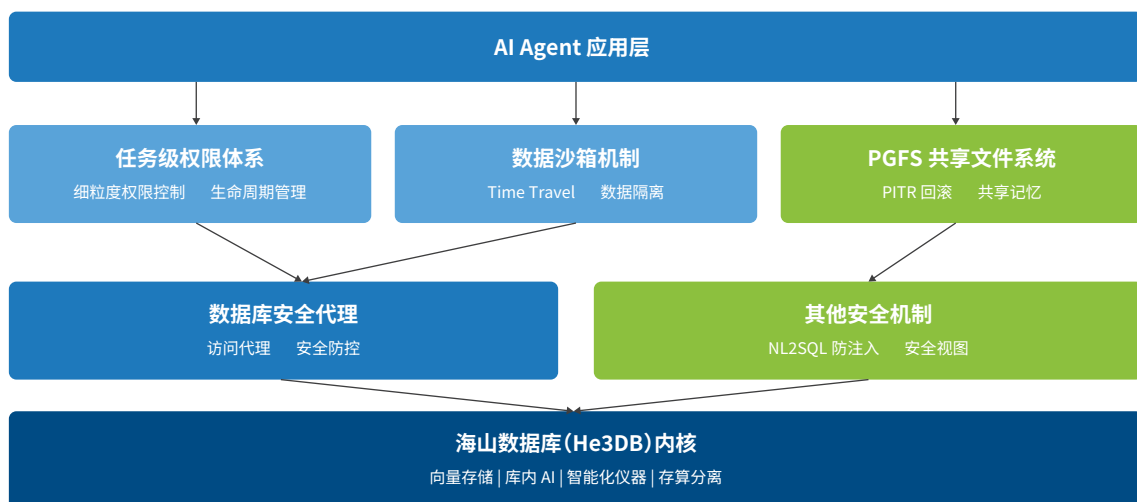 AI Agent 应用层
任务级权限体系
细粒度权限控制 生命周期管理
数据沙箱机制
Time Travel 数据隔离
PGFS 共享文件系统
PITR 回滚 共享记忆
数据库安全代理
访问代理 安全防控
其他安全机制
NL2SQL 防注入 安全视图
海山数据库(He3DB)内核
向量存储 | 库内 AI | 智能化仪器 | 存算分离